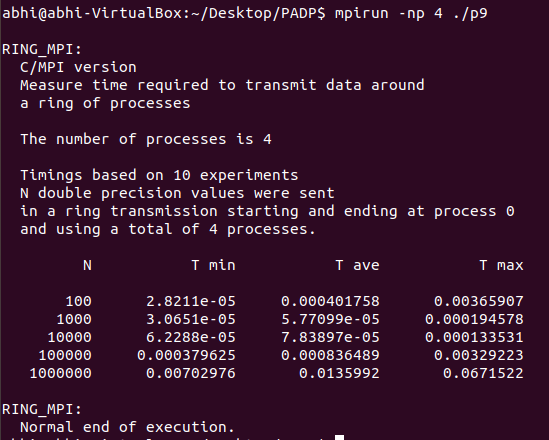 abhi@abhi-VirtualBox:~/Desktop/PADP$ mpirun -np 4 ./p9
RING_MPI:
  C/MPI version
  Measure time required to transmit data around
  a ring of processes
  The number of processes is 4
  Timings based on 10 experiments
  N double precision values were sent
  in a ring transmission starting and ending at process 0
  and using a total of 4 processes.
         N           T min           T ave           T max
       100      2.8211e-05     0.000401758      0.00365907
      1000      3.0651e-05     5.77099e-05     0.000194578
     10000      6.2288e-05     7.83897e-05     0.000133531
    100000     0.000379625     0.000836489      0.00329223
   1000000      0.00702976       0.0135992       0.0671522
RING_MPI:
  Normal end of execution.